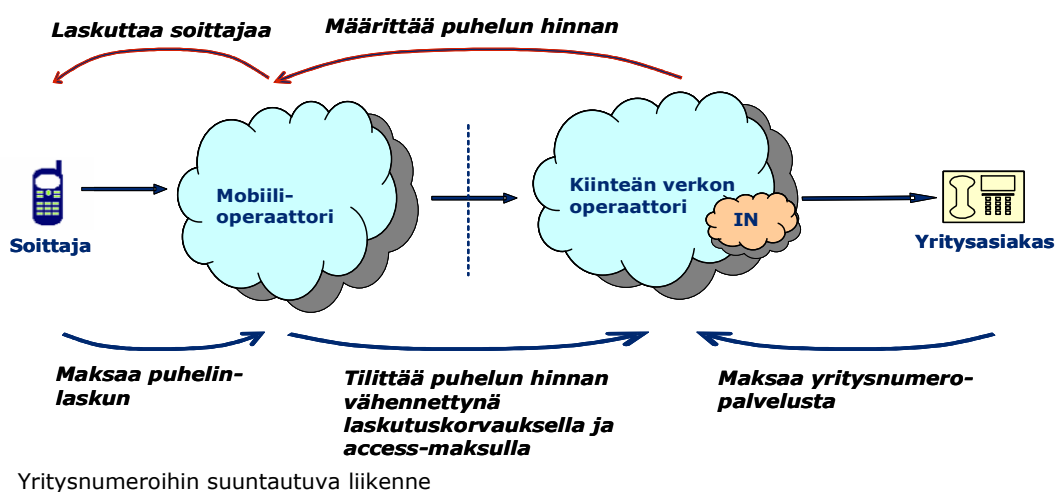 Laskuttaa soittajaa
Määrittää puhelun hinnan
Mobiili-
operaattori
Kiinteän verkon
operaattori
IN
Soittaja
Yritysasiakas
Maksaa puhelin-
laskun
Tilittää puhelun hinnan
vähennettynä
laskutuskorvauksella ja
access-maksulla
Maksaa yritysnumero-
palvelusta
Yritysnumeroihin suuntautuva liikenne